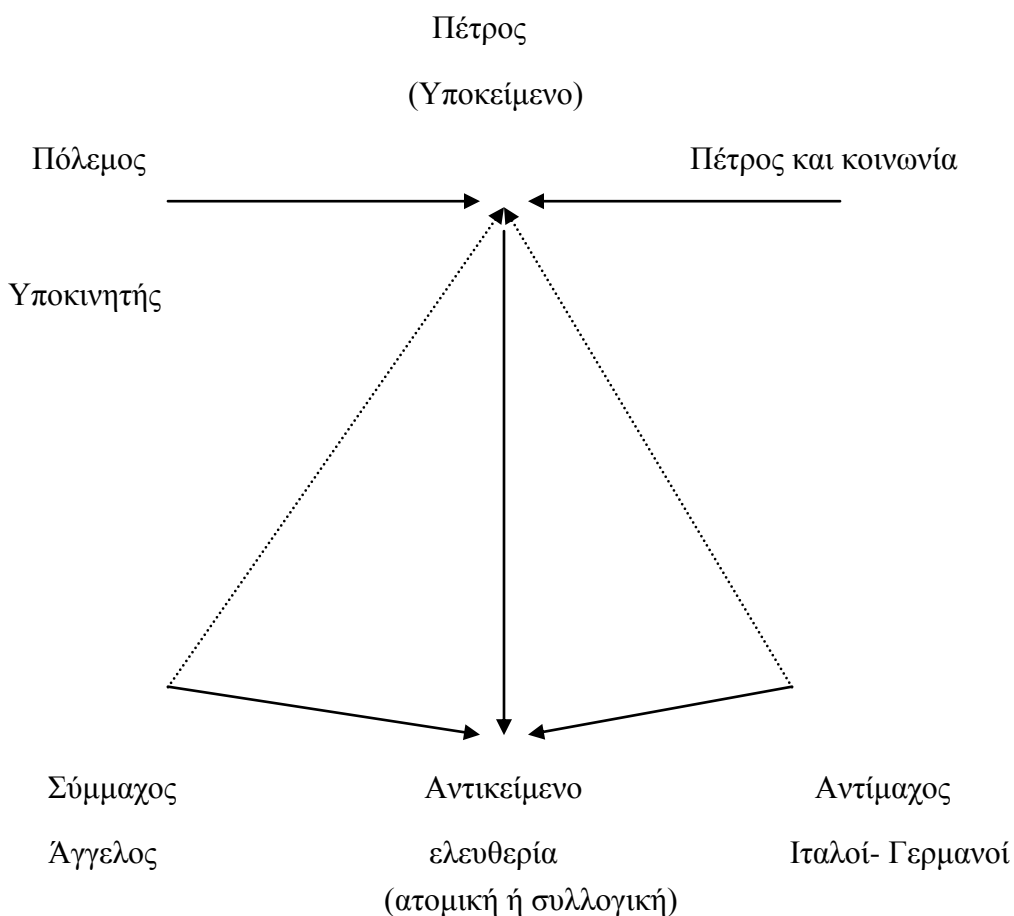 Πέτρος
(Υποκείμενο)
Πόλεμος
Πέτρος και κοινωνία
Υποκινητής
Σύμμαχος
Αντικείμενο
Αντίμαχος
Άγγελος
ελευθερία
Ιταλοί- Γερμανοί
(ατομική ή συλλογική)